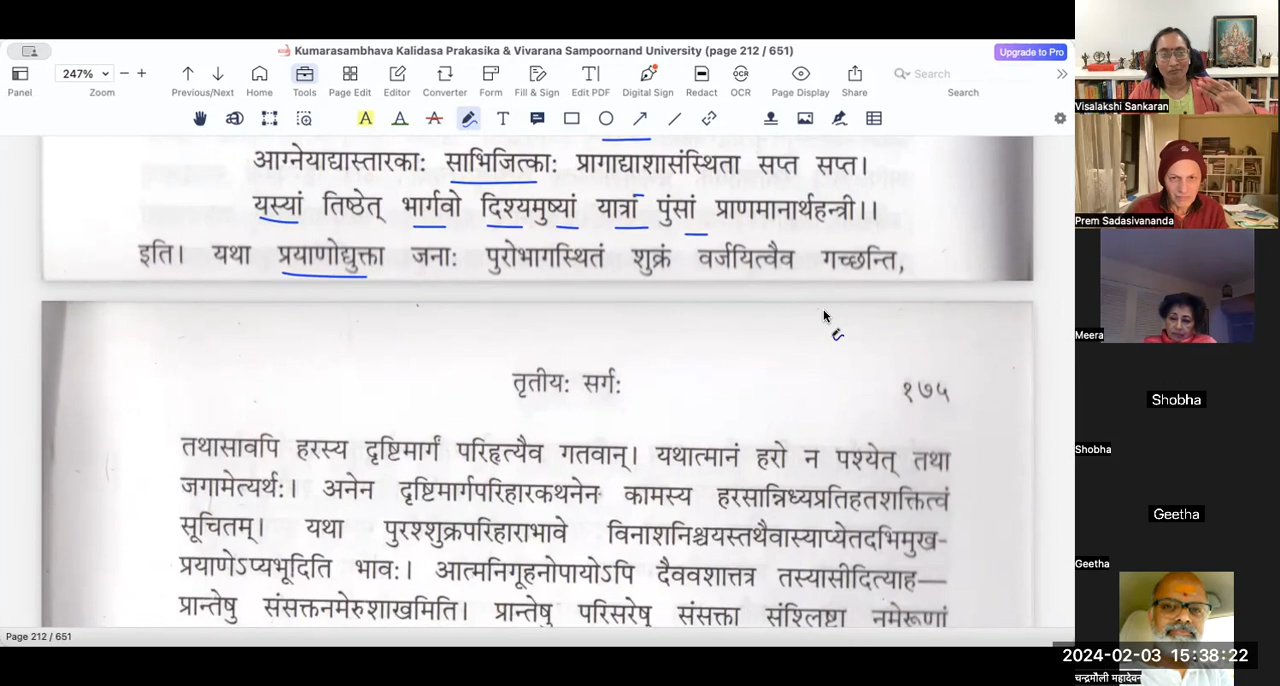 Kumarasambhava Kalidasa Prakasika & Vivarana Sampoornand University (page 212 / 651)
Upgrade to Pro
247%
Search
Panel Zoom Previous/Next Home Tools Page Edit Editor Converter Form Fill & Sign Edit PDF Digital Sign Redact OCR Page Display Share Search
आग्नेयाद्यास्तारकाः साभिजित्काः प्रागाद्याशासंस्थिता सप्त सप्त।
यस्यां तिष्ठेत् भार्गवो दिश्यमुष्यां यात्रां पुंसां प्राणमानार्थहन्त्री।।
इति। यथा प्रयाणोद्युक्ता जनाः पुरोभागस्थितं शुक्रं वर्जयित्वैव गच्छन्ति,
तृतीयः सर्गः
१७५
तथासावपि हरस्य दृष्टिमार्गं परिहृत्यैव गतवान्। यथात्मानं हरो न पश्येत् तथा
जगामेत्यर्थः। अनेन दृष्टिमार्गपरिहारकथनेन कामस्य हरसान्निध्यप्रतिहतशक्तित्वं
सूचितम्। यथा पुरश्शुक्रपरिहाराभावे विनाशनिश्चयस्तथैवास्याप्येतदभिमुख-
प्रयाणेऽप्यभूदिति भावः। आत्मनिगूहनोपायोऽपि दैववशात्तत्र तस्यासीदित्याह—
प्रान्तेषु संसक्तनमेरुशाखमिति। प्रान्तेषु परिसरेषु संसक्ता संश्लिष्टा नमेरूणां
Page 212 / 651
Visalakshi Sankaran
Prem Sadasivananda
Meera
Shobha
Shobha
Geetha
Geetha
2024-02-03 15:38:22
चन्द्रमौली महादेवन